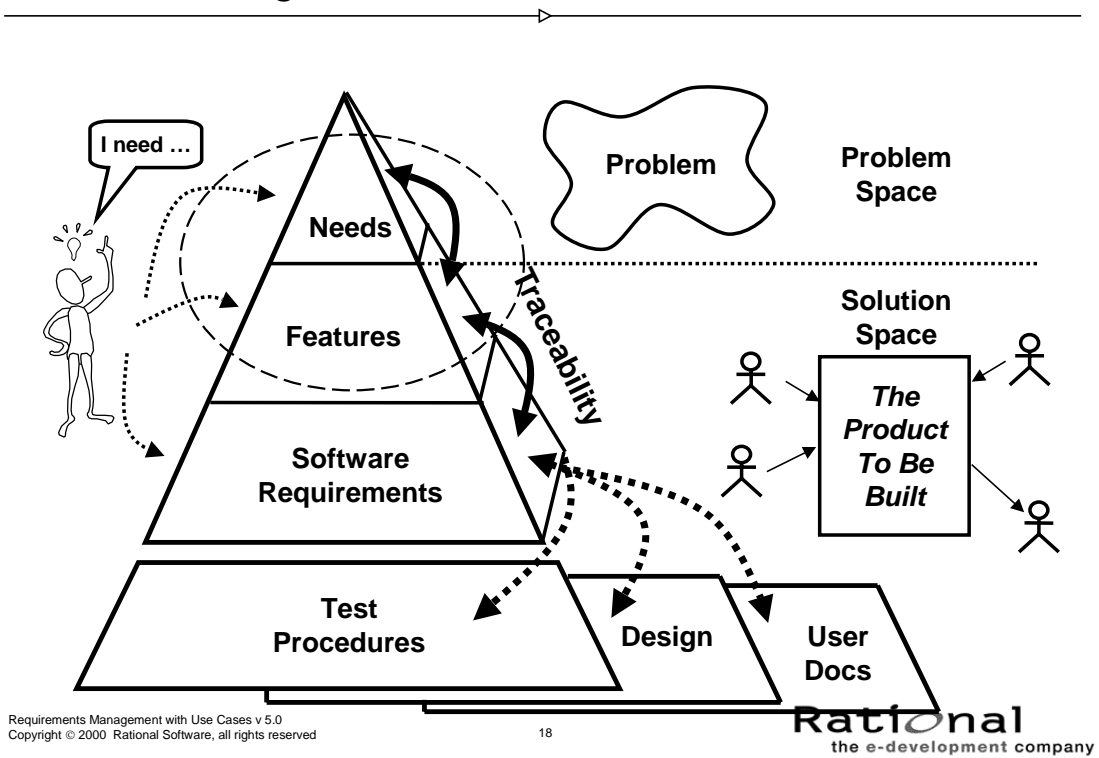 I need …
Problem
Problem
Space
Needs
Traceability
Features
Solution
Space
The
Product
To Be
Built
Software
Requirements
Test
Procedures
Design
User
Docs
Requirements Management with Use Cases v 5.0
Copyright © 2000 Rational Software, all rights reserved
18
Rational
the e-development company